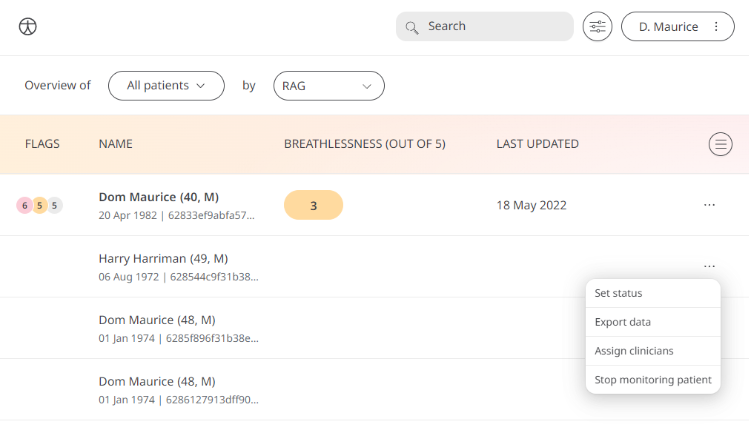 Search
D. Maurice
Overview of All patients by RAG
FLAGS NAME BREATHLESSNESS (OUT OF 5) LAST UPDATED
6 5 5 Dom Maurice (40, M) 3 18 May 2022 ...
20 Apr 1982 | 62833ef9abfa57...
Harry Harriman (49, M) ...
06 Aug 1972 | 628544c9f31b38...
Set status
Export data
Assign clinicians
Stop monitoring patient
Dom Maurice (48, M)
01 Jan 1974 | 6285f896f31b38e...
Dom Maurice (48, M)
01 Jan 1974 | 6286127913dff90...